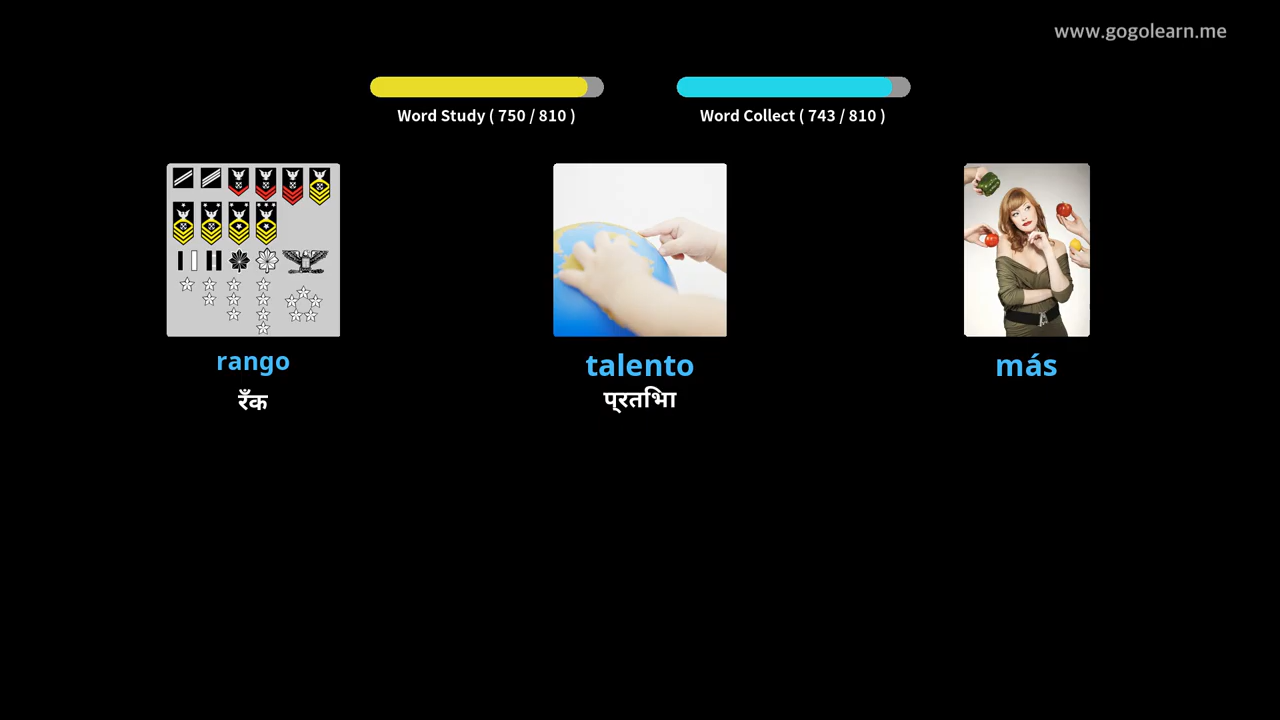 www.gogolearn.me
Word Study ( 750 / 810 )
Word Collect ( 743 / 810 )
rango
talento
más
रैंक
प्रतिभा